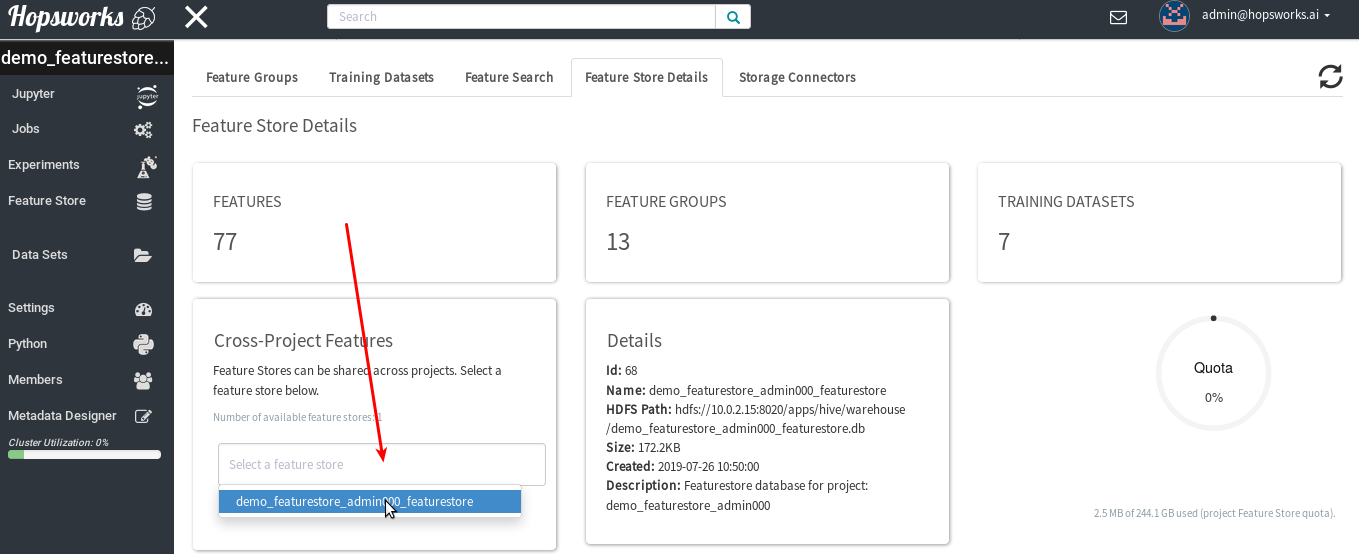 Hopsworks
Search
admin@hopsworks.ai
demo_featurestore...
Jupyter
jupyter
Jobs
Experiments
Feature Store
Data Sets
Settings
Python
Members
Metadata Designer
Cluster Utilization: 0%
Feature Groups
Training Datasets
Feature Search
Feature Store Details
Storage Connectors
Feature Store Details
FEATURES
77
FEATURE GROUPS
13
TRAINING DATASETS
7
Cross-Project Features
Feature Stores can be shared across projects. Select a
feature store below.
Number of available feature stores: 1
Select a feature store
demo_featurestore_admin000_featurestore
Details
Id: 68
Name: demo_featurestore_admin000_featurestore
HDFS Path: hdfs://10.0.2.15:8020/apps/hive/warehouse
/demo_featurestore_admin000_featurestore.db
Size: 172.2KB
Created: 2019-07-26 10:50:00
Description: Featurestore database for project:
demo_featurestore_admin000
Quota
0%
2.5 MB of 244.1 GB used (project Feature Store quota).